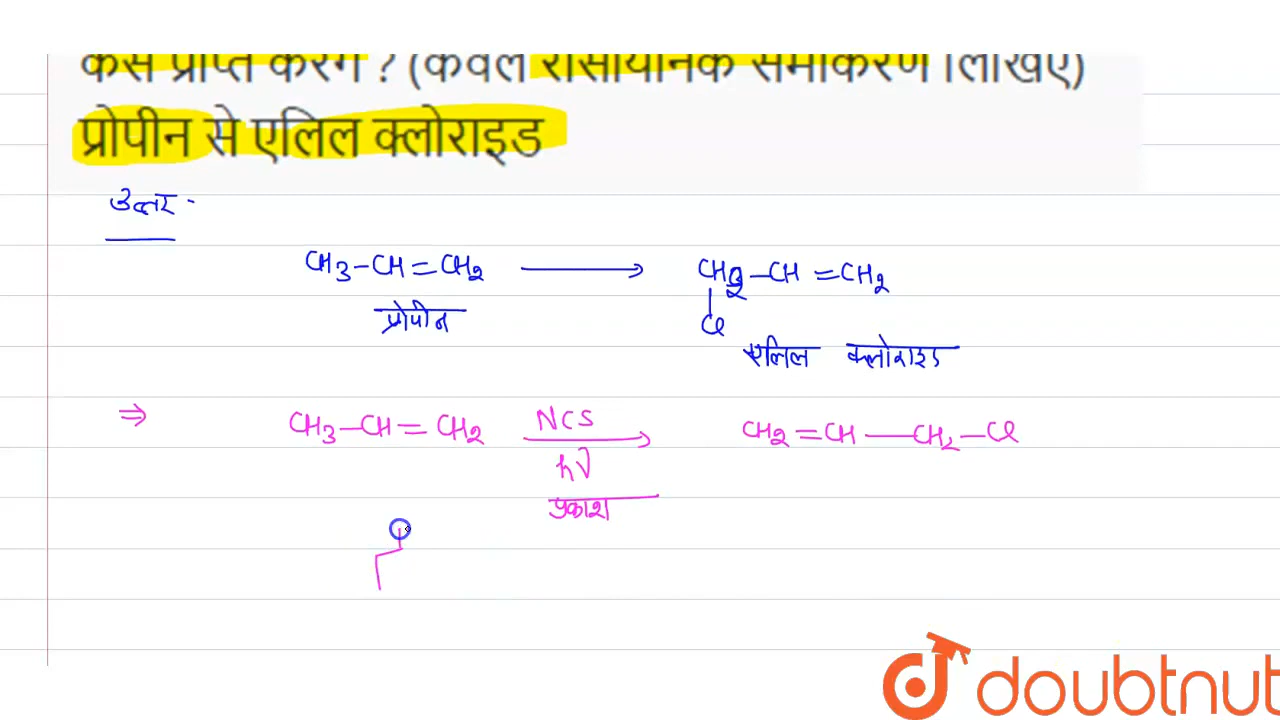 कैसे प्राप्त करेंगे ? (केवल रासायनिक समीकरण लिखिए)
प्रोपीन से एलिल क्लोराइड
उत्तर -
CH3-CH=CH2 ⟶ CH2-CH=CH2
Cl
प्रोपीन
एलिल क्लोराइड
⇒ CH3-CH=CH2 NCS ⟶ CH2=CH-CH2-Cl
hν
प्रकाश
doubtnut